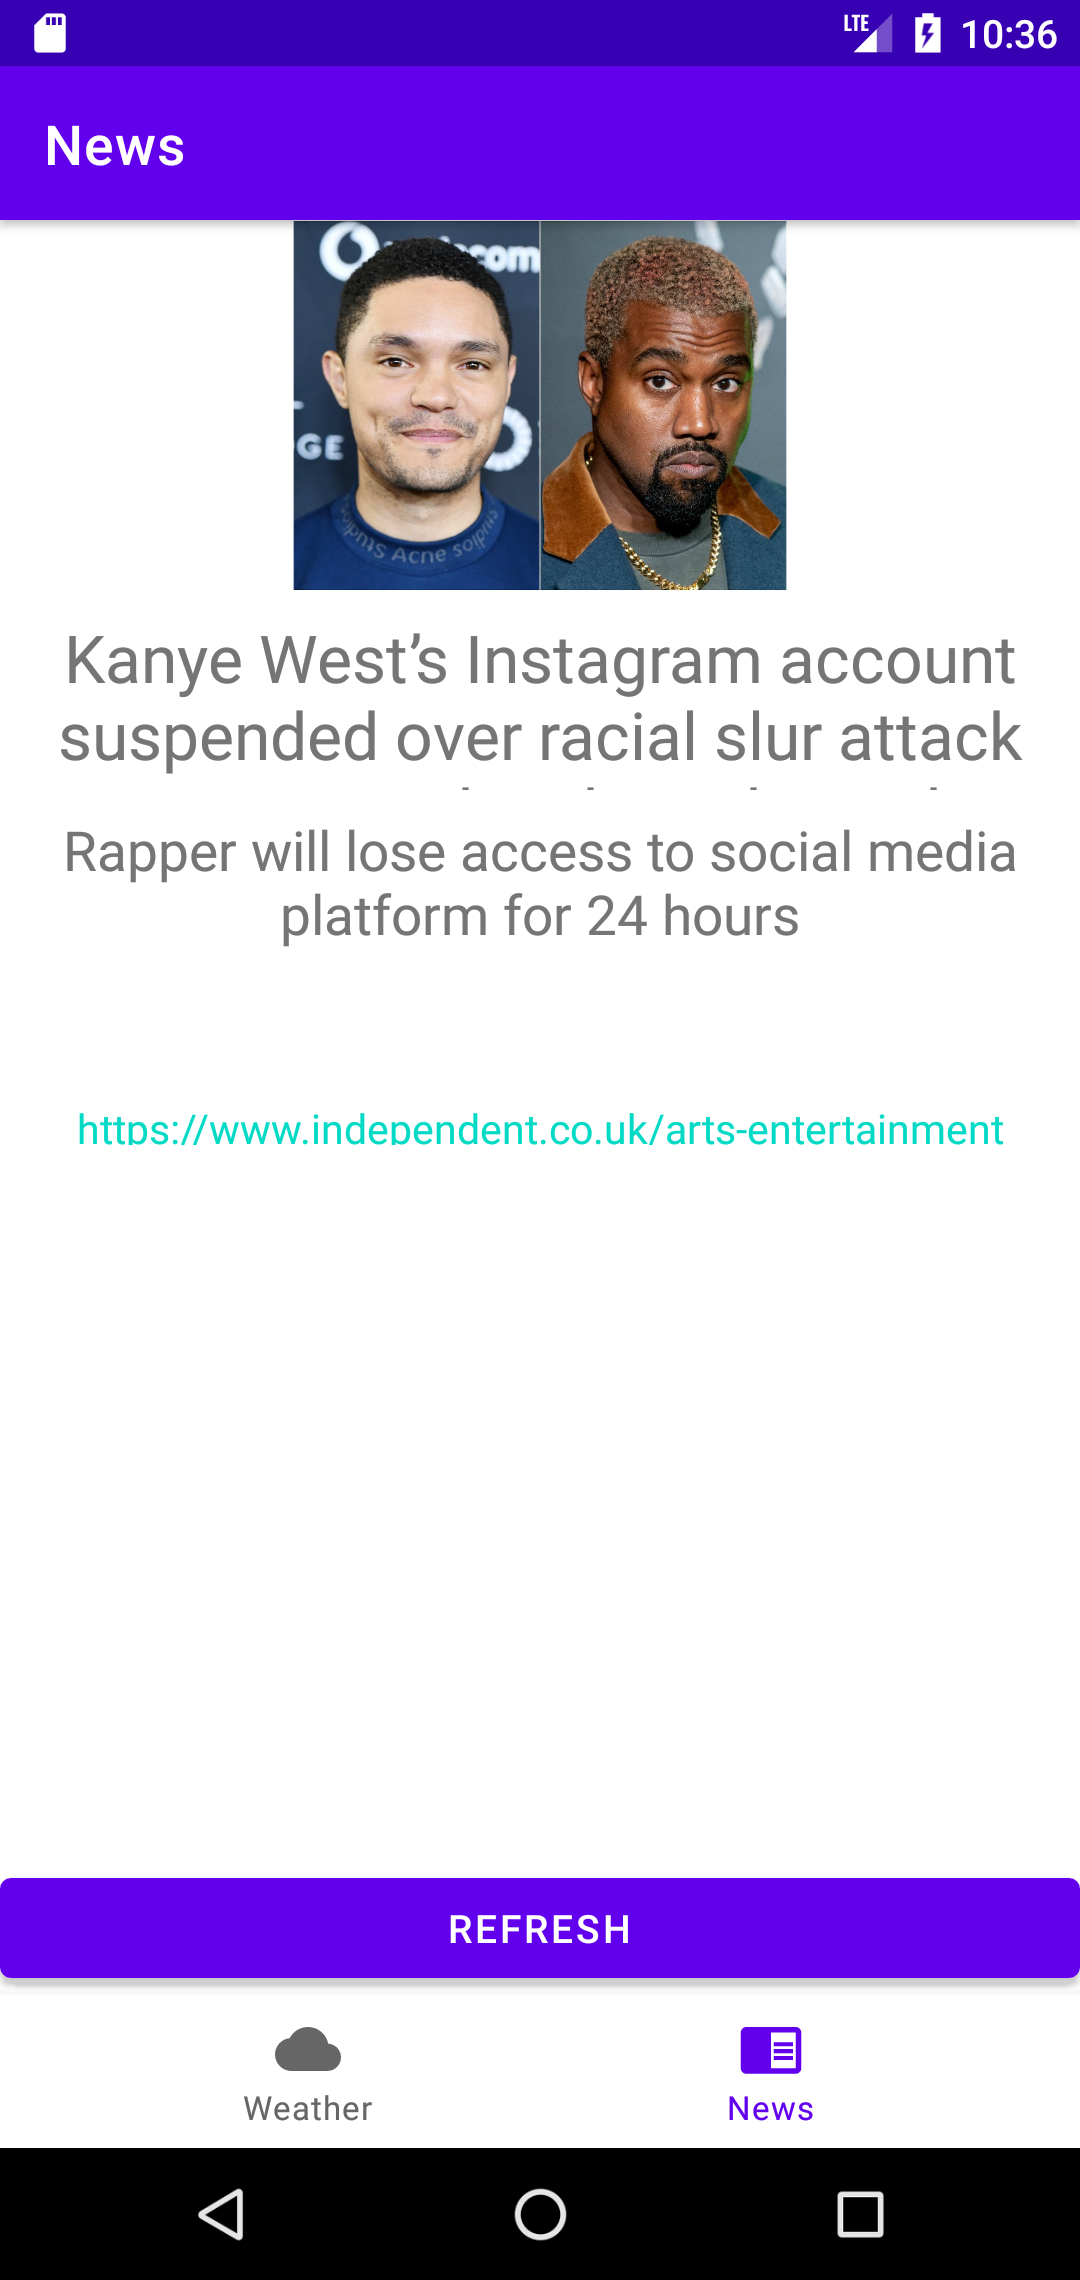 LTE 10:36
News
Kanye West’s Instagram account
suspended over racial slur attack
Rapper will lose access to social media
platform for 24 hours
https://www.independent.co.uk/arts-entertainment
REFRESH
Weather
News